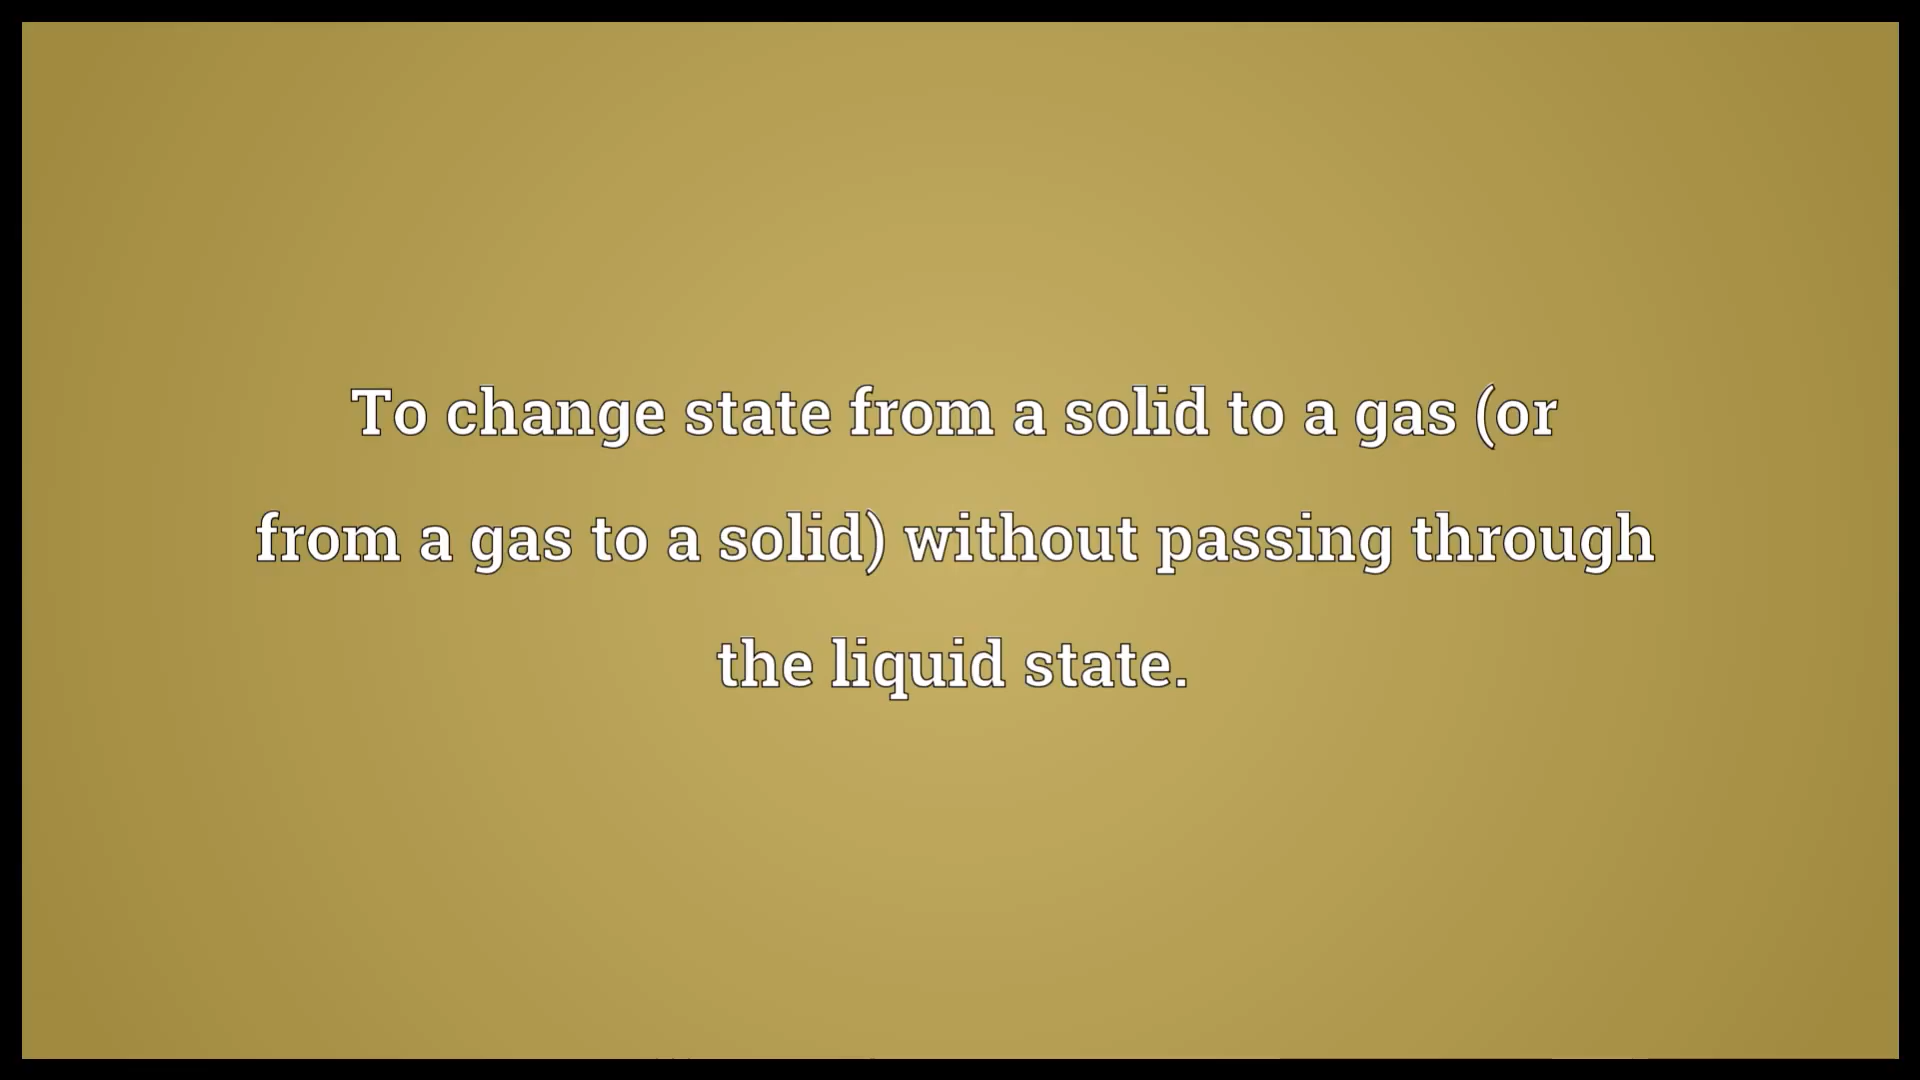 To change state from a solid to a gas (or
from a gas to a solid) without passing through
the liquid state.